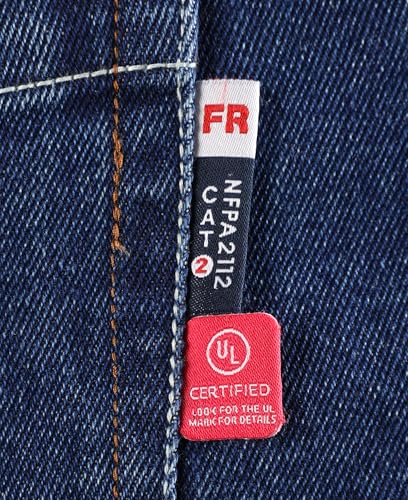 FR
NFPA2112
CAT 2
UL
CERTIFIED
LOOK FOR THE UL
MARK FOR DETAILS